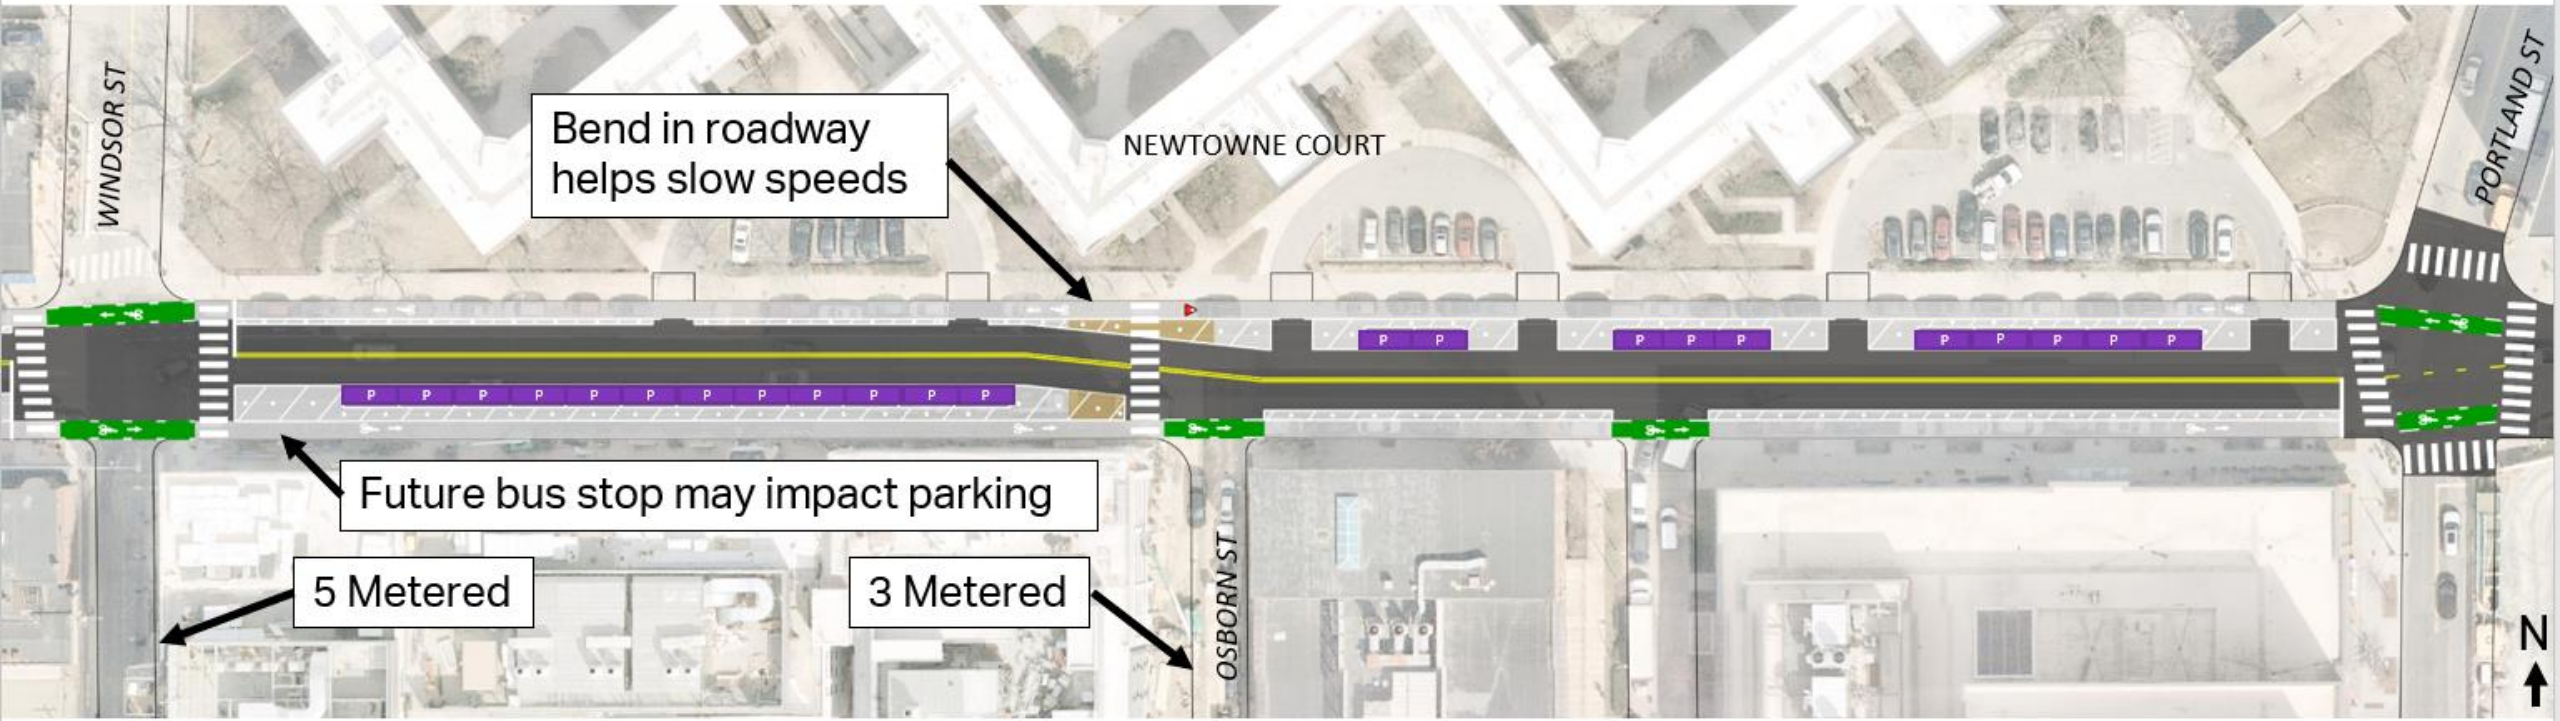 WINDSOR ST
Bend in roadway
helps slow speeds
NEWTOWNE COURT
PORTLAND ST
P P P P P P P P P P
P P P P P P P P P P P P
Future bus stop may impact parking
5 Metered
3 Metered
OSBORN ST
N